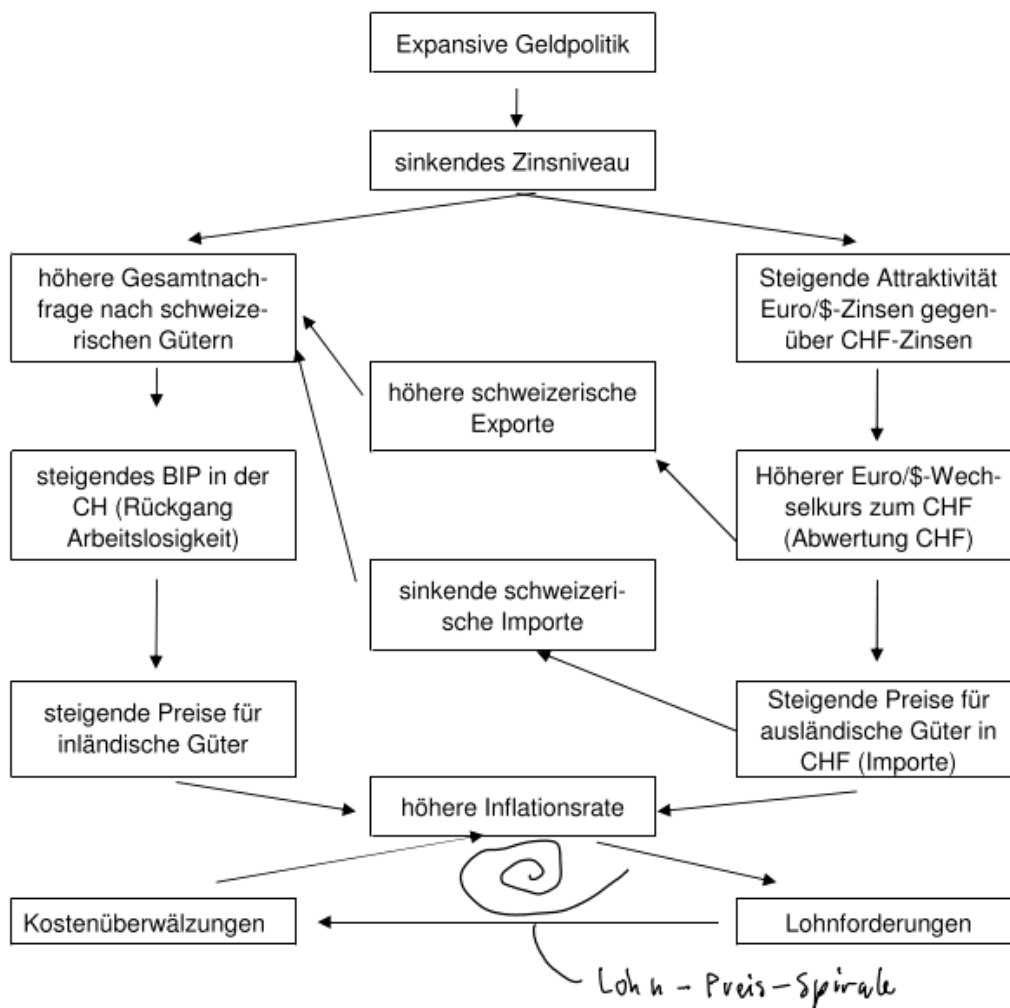 Expansive Geldpolitik
sinkendes Zinsniveau
höhere Gesamtnach-
frage nach schweize-
rischen Gütern
Steigende Attraktivität
Euro/$-Zinsen gegen-
über CHF-Zinsen
höhere schweizerische
Exporte
steigendes BIP in der
CH (Rückgang
Arbeitslosigkeit)
Höherer Euro/$-Wech-
selkurs zum CHF
(Abwertung CHF)
sinkende schweizeri-
sche Importe
steigende Preise für
inländische Güter
Steigende Preise für
ausländische Güter in
CHF (Importe)
höhere Inflationsrate
Kostenüberwälzungen
Lohnforderungen
Lohn - Preis - Spirale